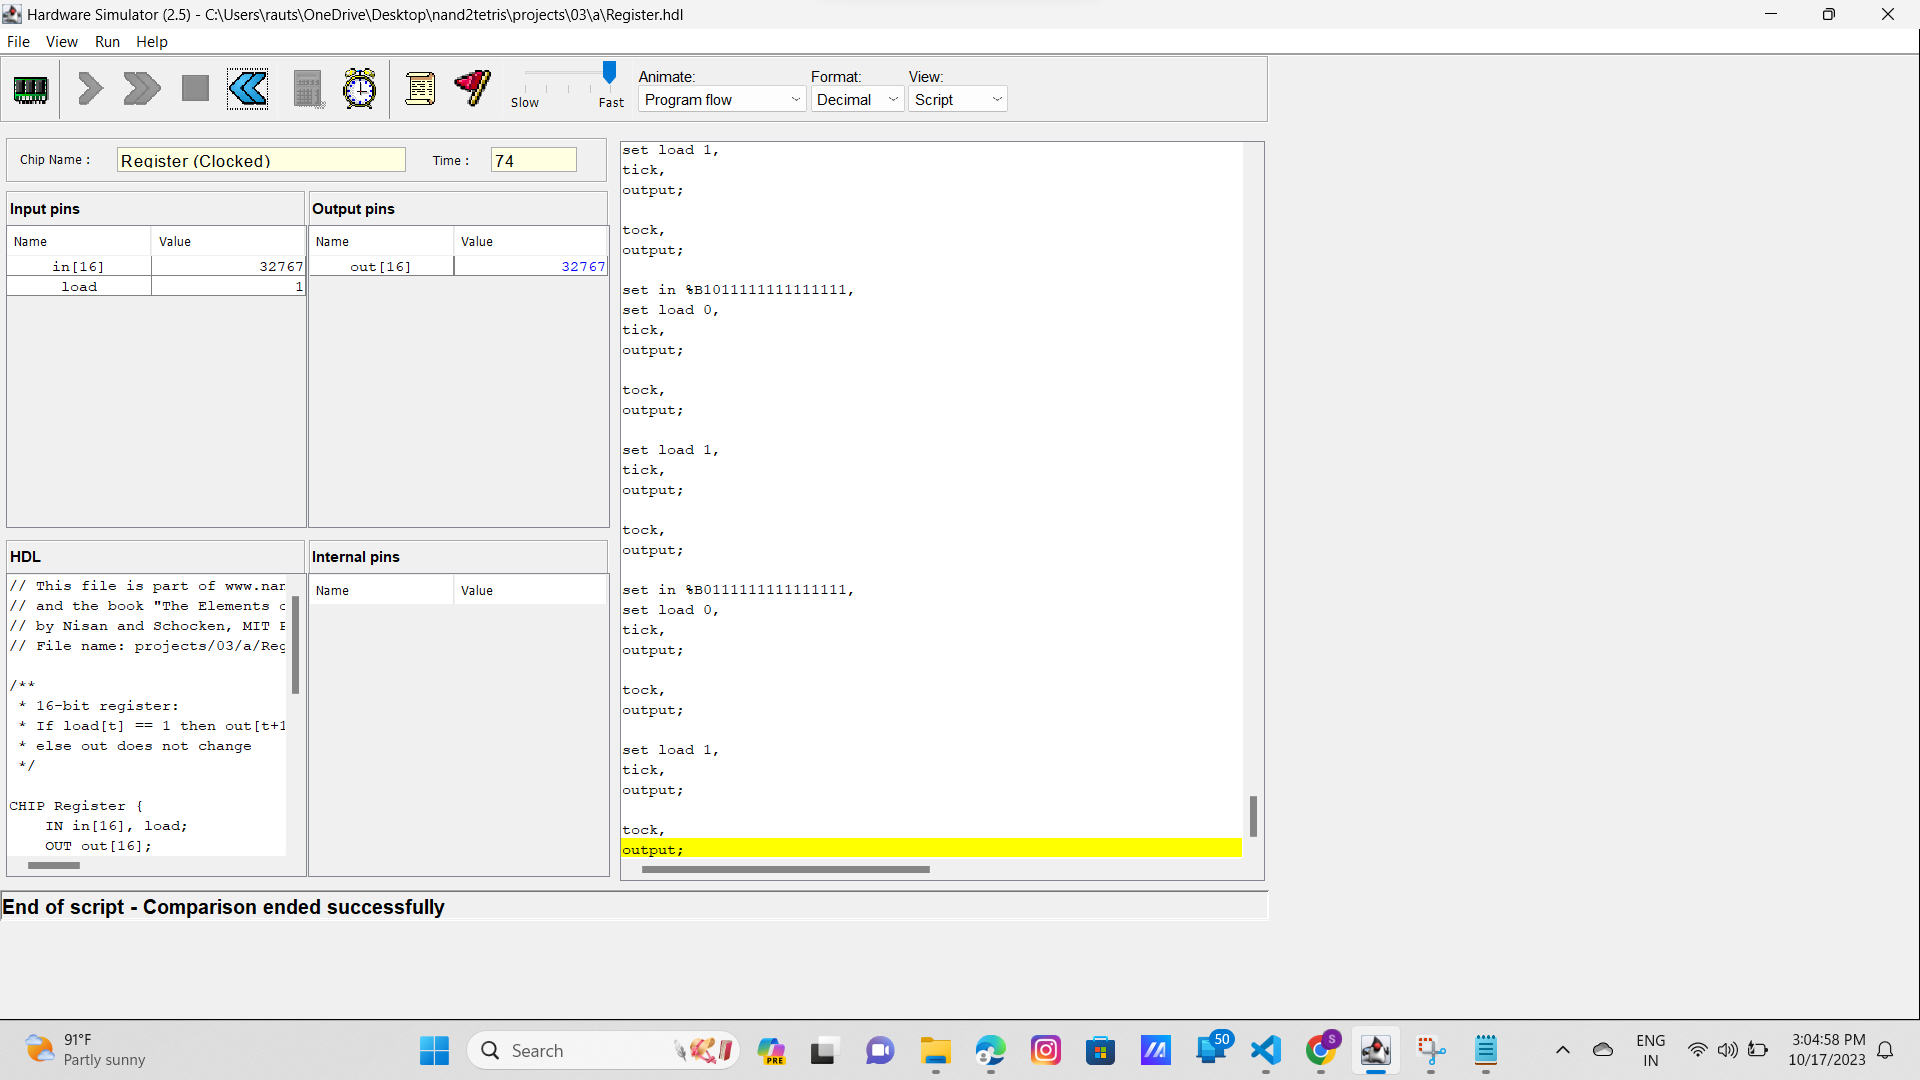 Hardware Simulator (2.5) - C:\Users\rauts\OneDrive\Desktop\nand2tetris\projects\03\a\Register.hdl
File View Run Help
Slow Fast
Animate: Format: View:
Program flow Decimal Script
Chip Name : Register (Clocked) Time : 74
Input pins
Name Value
in[16] 32767
load 1
Output pins
Name Value
out[16] 32767
HDL
// This file is part of www.nan
// and the book "The Elements o
// by Nisan and Schocken, MIT
// File name: projects/03/a/Reg
/**
* 16-bit register:
* If load[t] == 1 then out[t+1
* else out does not change
*/
CHIP Register {
IN in[16], load;
OUT out[16];
Internal pins
Name Value
set load 1,
tick,
output;
tock,
output;
set in %B1011111111111111,
set load 0,
tick,
output;
tock,
output;
set load 1,
tick,
output;
tock,
output;
set in %B0111111111111111,
set load 0,
tick,
output;
tock,
output;
set load 1,
tick,
output;
tock,
output;
End of script - Comparison ended successfully
91°F
Partly sunny
Search
PRE
50
S
ENG
IN
3:04:58 PM
10/17/2023